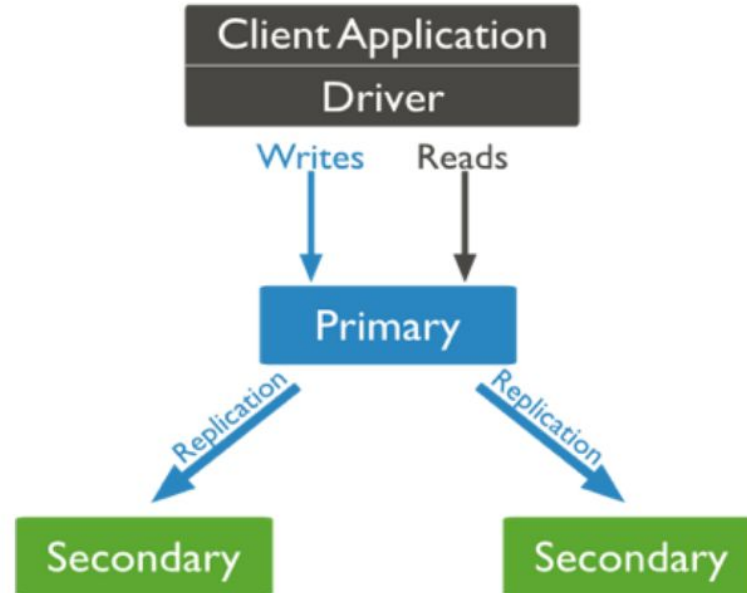 Client Application
Driver
Writes Reads
Primary
Replication Replication
Secondary Secondary